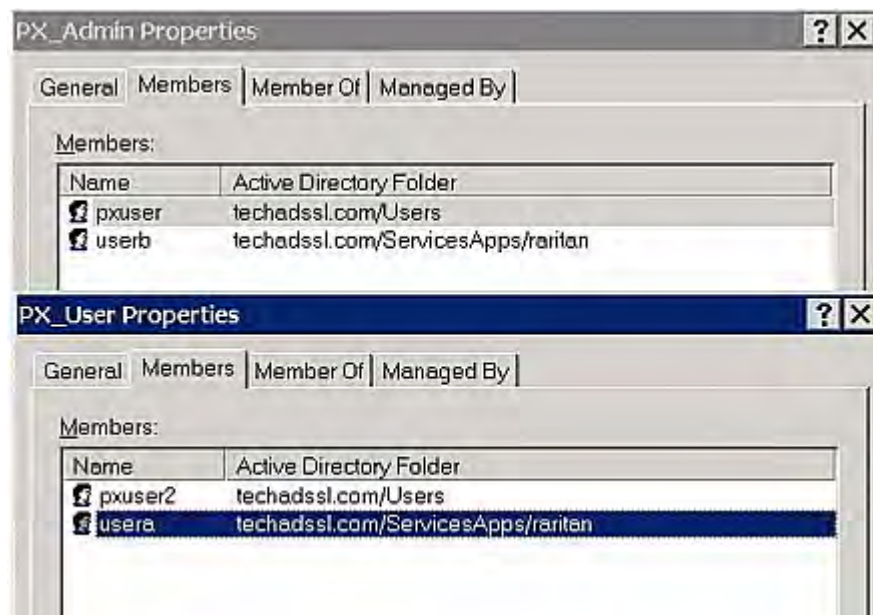 PX_Admin Properties
General Members Member Of Managed By
Members:
Name Active Directory Folder
pxuser techadssl.com/Users
userb techadssl.com/ServicesApps/raritan
PX_User Properties
General Members Member Of Managed By
Members:
Name Active Directory Folder
pxuser2 techadssl.com/Users
usera techadssl.com/ServicesApps/raritan